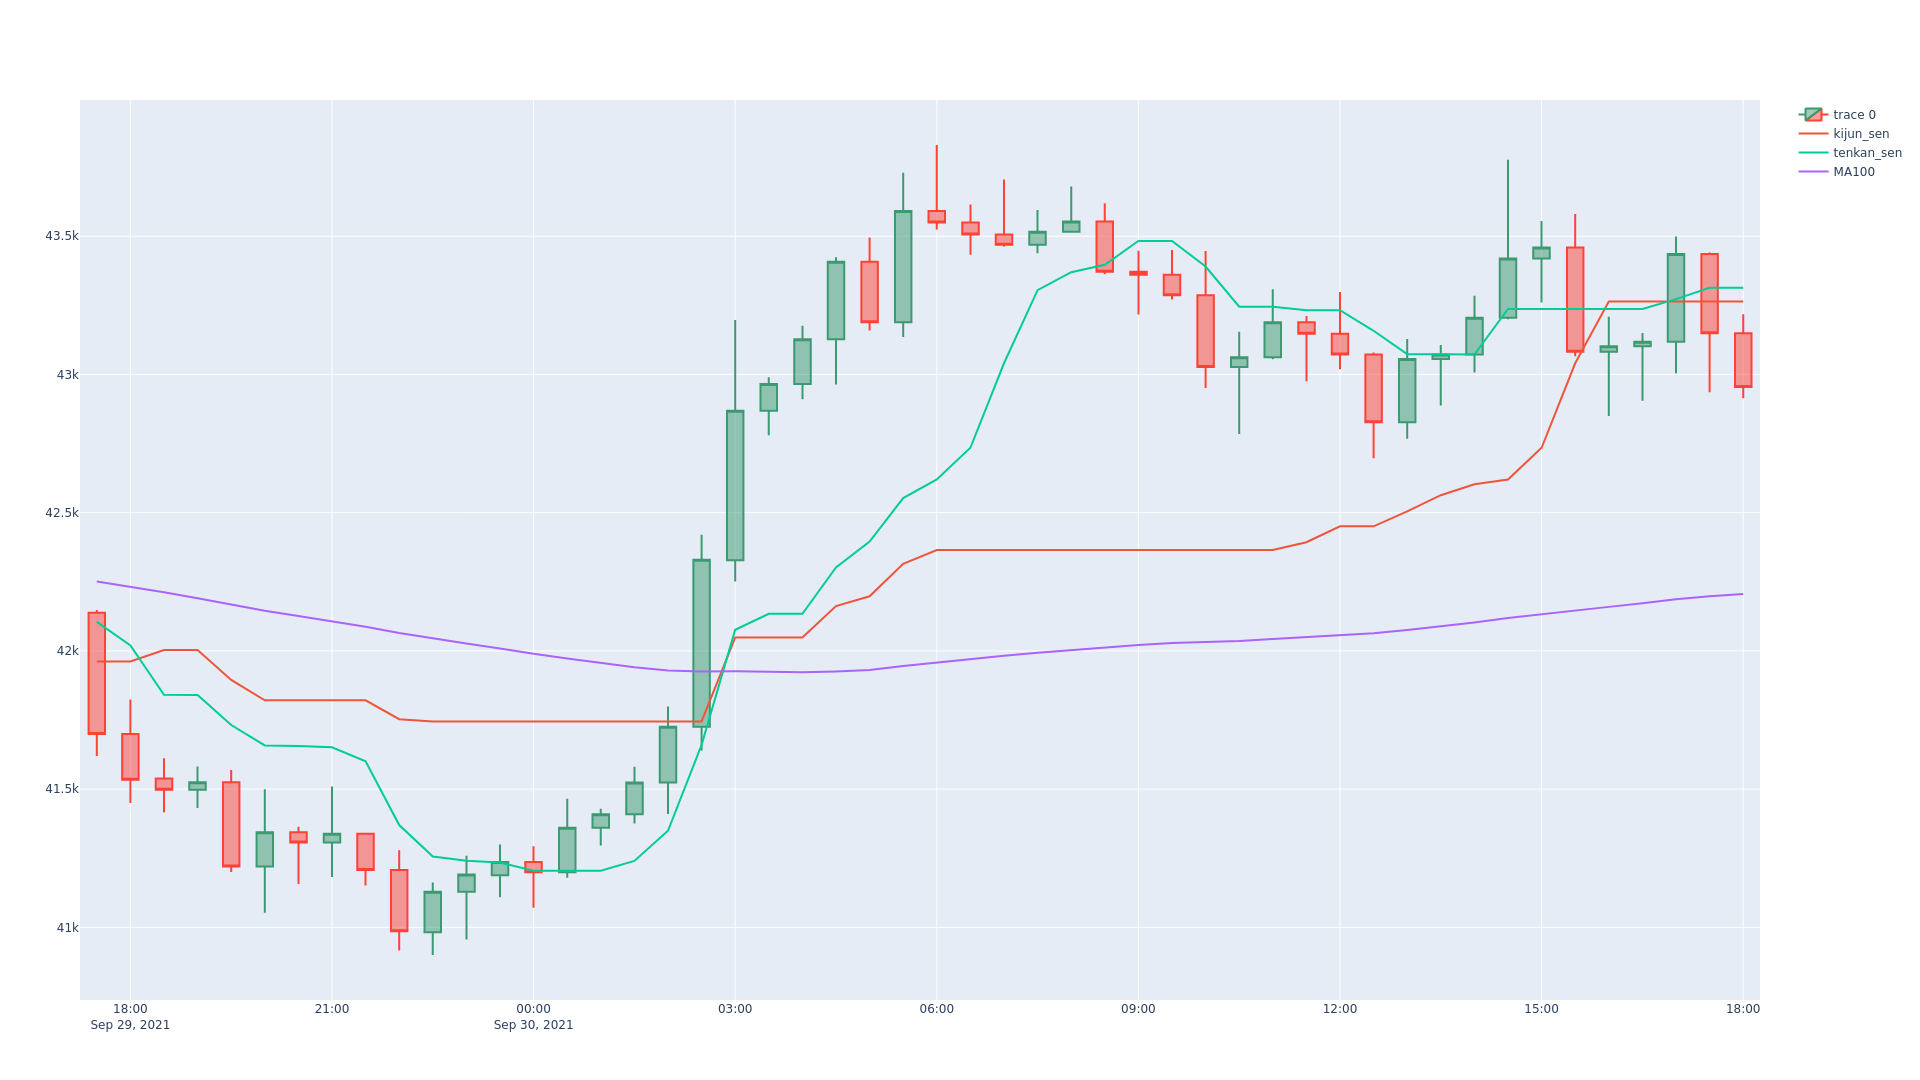 trace 0
kijun_sen
tenkan_sen
MA100
43.5k
43k
42.5k
42k
41.5k
41k
18:00 21:00 00:00 03:00 06:00 09:00 12:00 15:00 18:00
Sep 29, 2021 Sep 30, 2021